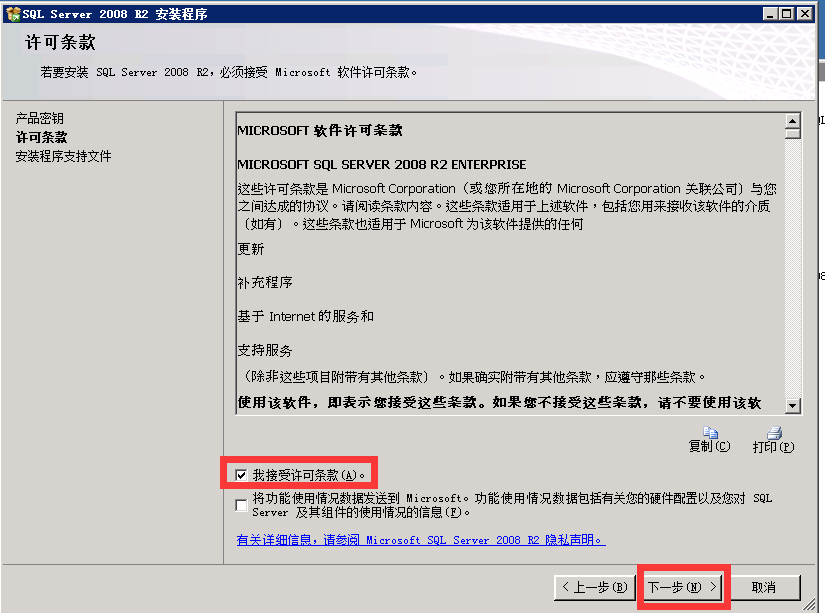 SQL Server 2008 R2 安装程序
许可条款
若要安装 SQL Server 2008 R2，必须接受 Microsoft 软件许可条款。
产品密钥
许可条款
安装程序支持文件
MICROSOFT 软件许可条款
MICROSOFT SQL SERVER 2008 R2 ENTERPRISE
这些许可条款是 Microsoft Corporation（或您所在地的 Microsoft Corporation 关联公司）与您
之间达成的协议。请阅读条款内容。这些条款适用于上述软件，包括您用来接收该软件的介质
（如有）。这些条款也适用于 Microsoft 为该软件提供的任何
更新
补充程序
基于 Internet 的服务和
支持服务
（除非这些项目附带有其他条款）。如果确实附带有其他条款，应遵守那些条款。
使用该软件，即表示您接受这些条款。如果您不接受这些条款，请不要使用该软
复制(C)
打印(P)
我接受许可条款(A)。
将功能使用情况数据发送到 Microsoft。功能使用情况数据包括有关您的硬件配置以及您对 SQL
Server 及其组件的使用情况的信息(F)。
有关详细信息，请参阅 Microsoft SQL Server 2008 R2 隐私声明。
< 上一步(B)
下一步(N) >
取消